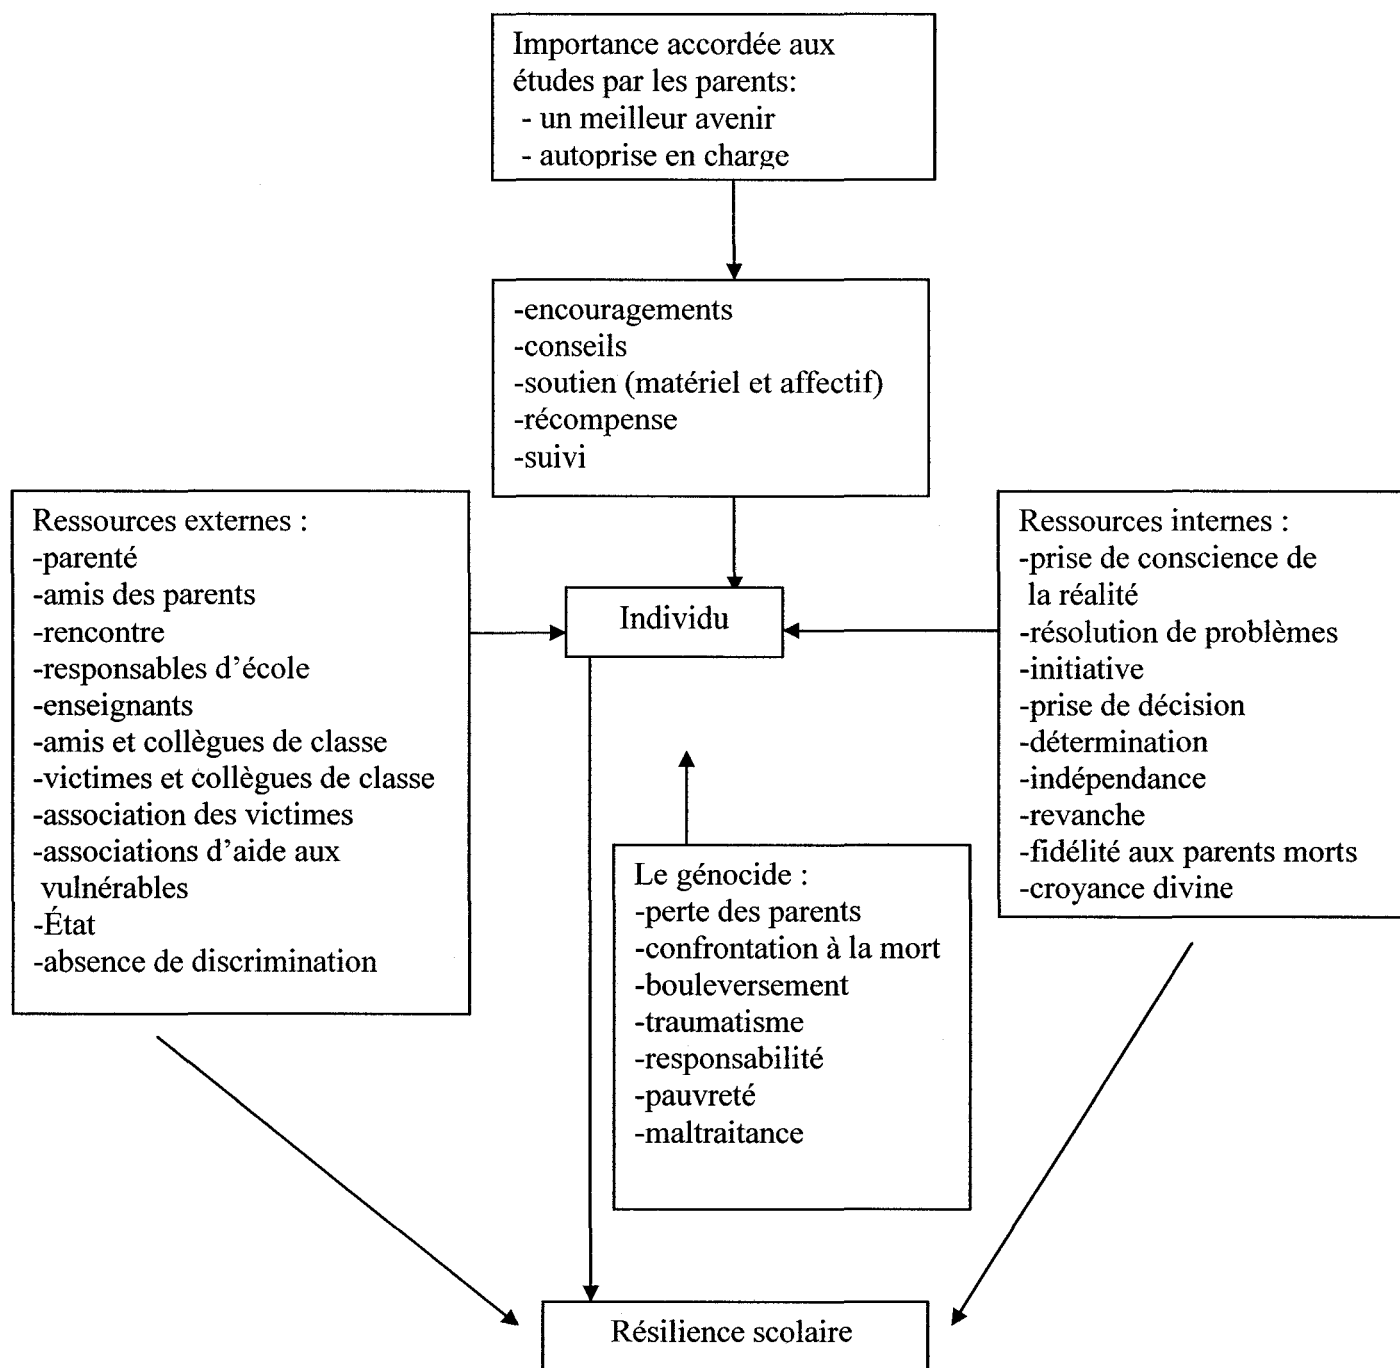 Importance accordée aux
études par les parents:
- un meilleur avenir
- autoprise en charge
-encouragements
-conseils
-soutien (matériel et affectif)
-récompense
-suivi
Ressources externes :
-parenté
-amis des parents
-rencontre
-responsables d'école
-enseignants
-amis et collègues de classe
-victimes et collègues de classe
-association des victimes
-associations d'aide aux
vulnérables
-État
-absence de discrimination
Individu
Ressources internes :
-prise de conscience de
la réalité
-résolution de problèmes
-initiative
-prise de décision
-détermination
-indépendance
-revanche
-fidélité aux parents morts
-croyance divine
Le génocide :
-perte des parents
-confrontation à la mort
-bouleversement
-traumatisme
-responsabilité
-pauvreté
-maltraitance
Résilience scolaire